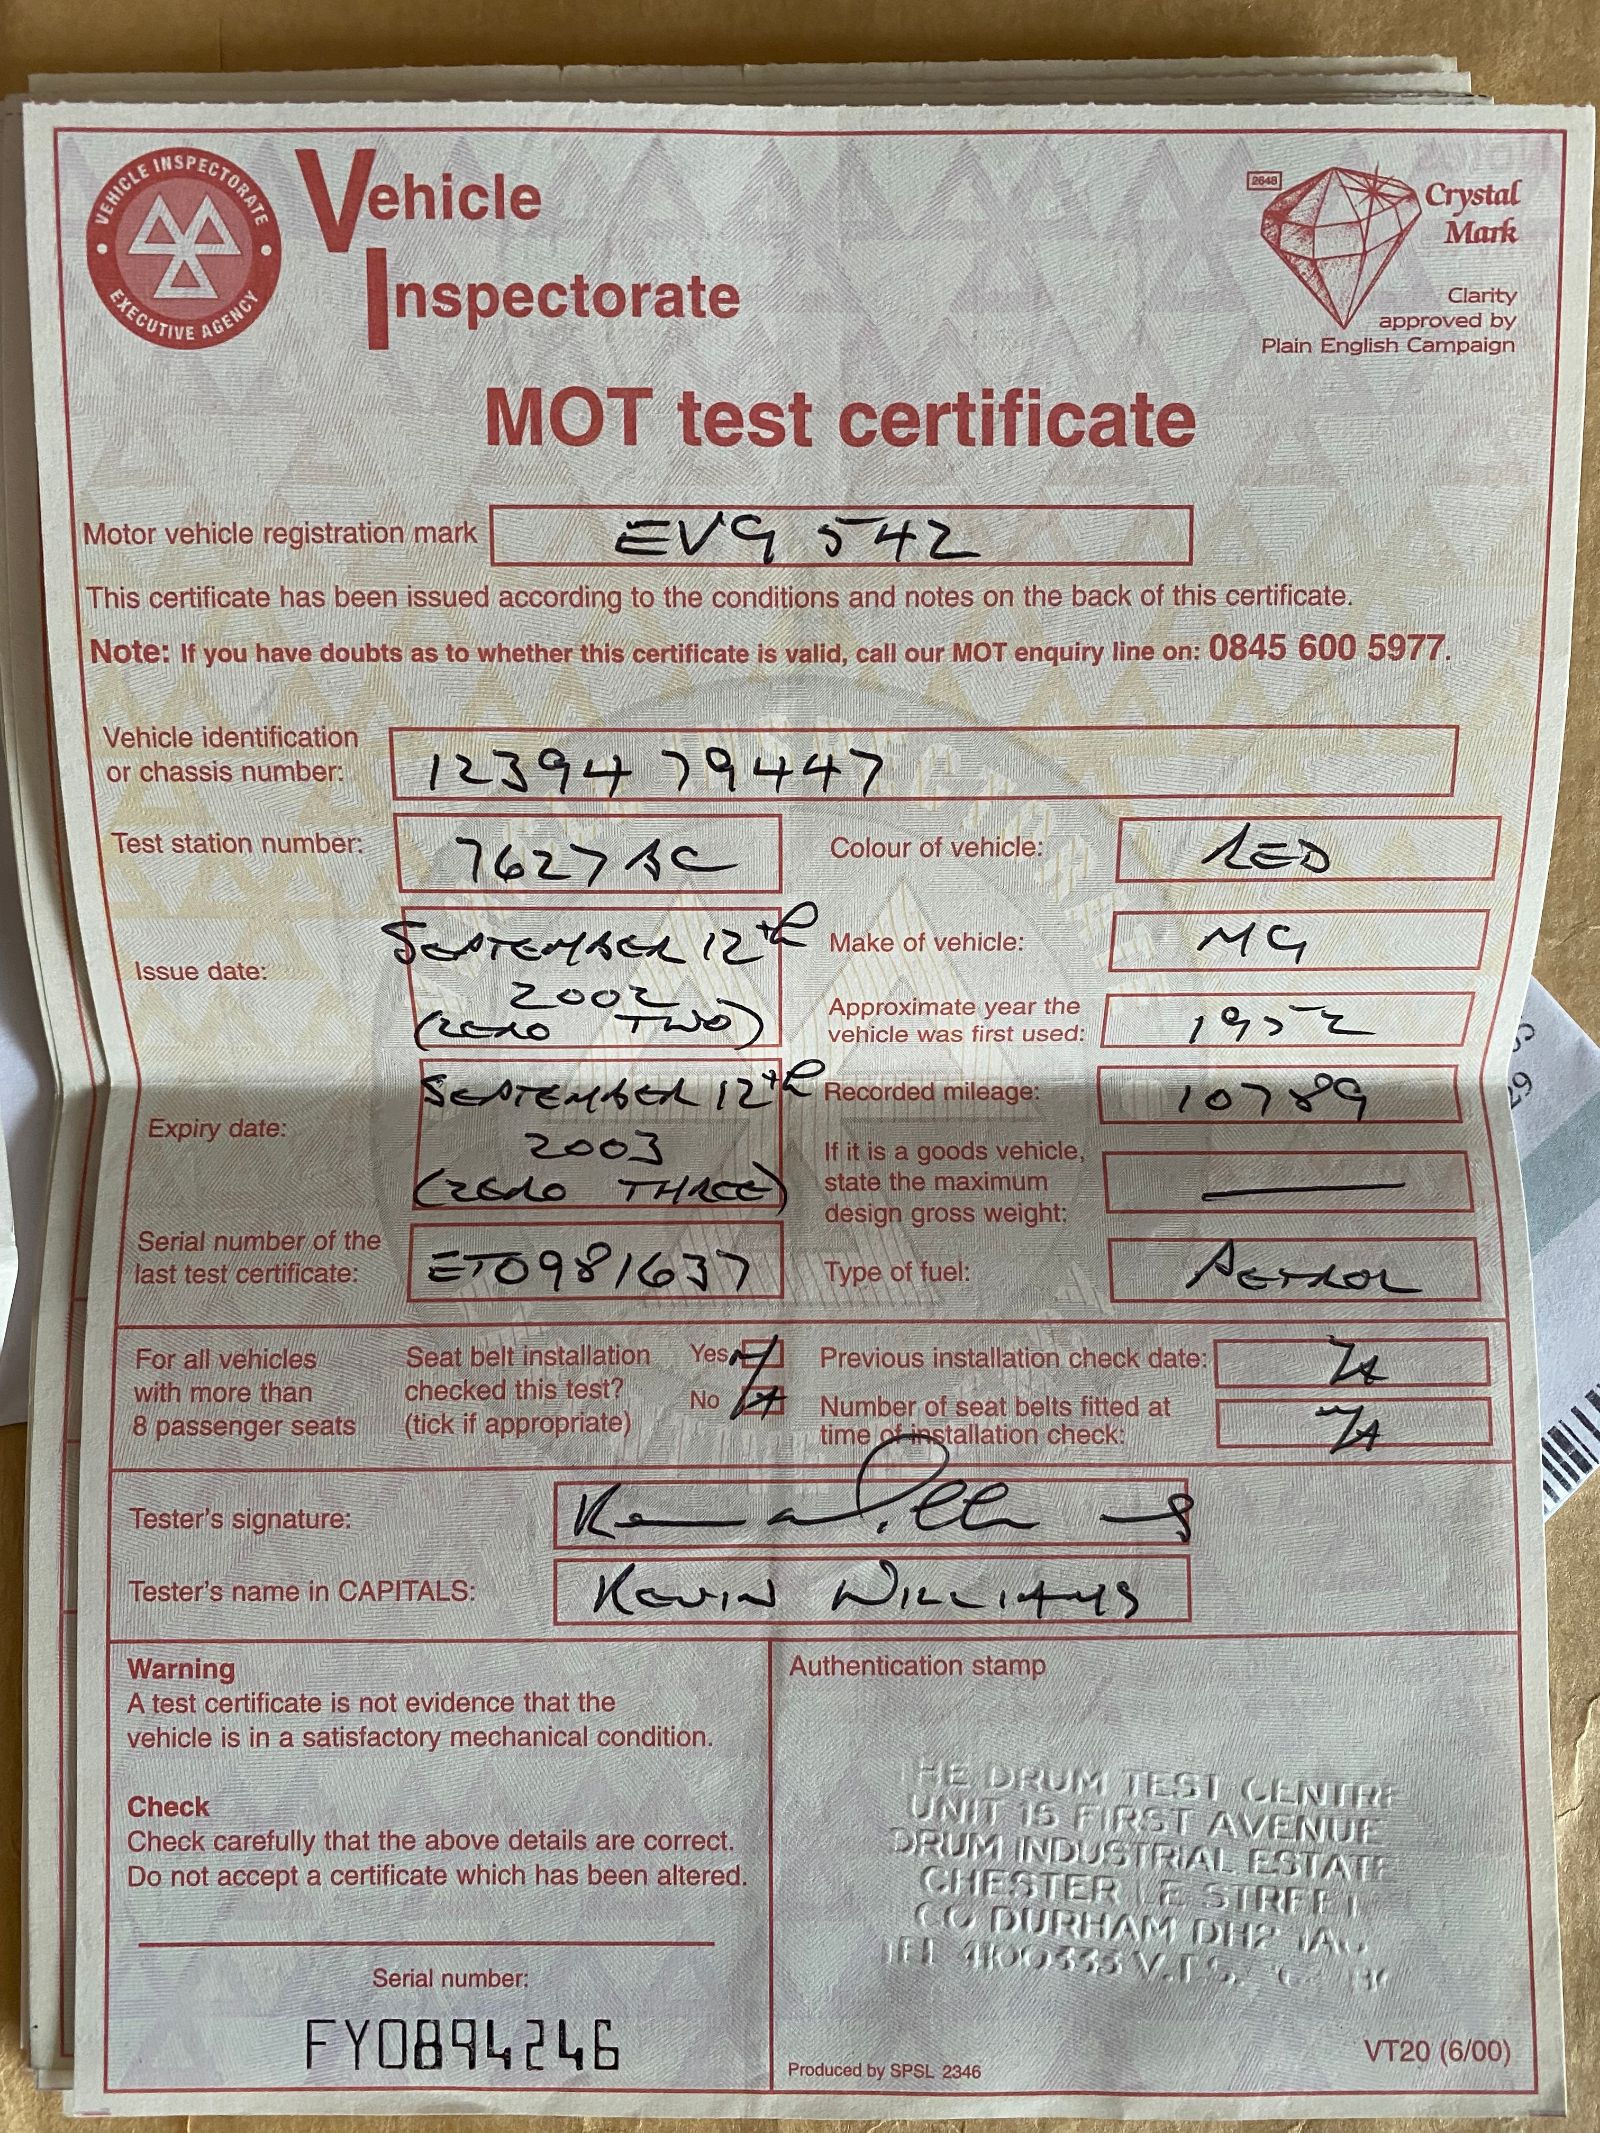 VEHICLE INSPECTORATE
EXECUTIVE AGENCY
Vehicle
Inspectorate
2648
Crystal
Mark
Clarity
approved by
Plain English Campaign
MOT test certificate
Motor vehicle registration mark EVG 542
This certificate has been issued according to the conditions and notes on the back of this certificate.
Note: If you have doubts as to whether this certificate is valid, call our MOT enquiry line on: 0845 600 5977.
Vehicle identification
or chassis number: 12394 79447
Test station number: 7627 BC
Colour of vehicle: RED
Issue date: SEPTEMBER 12th
2002
(ZERO TWO)
Make of vehicle: MG
Approximate year the
vehicle was first used: 1952
Expiry date: SEPTEMBER 12th
2003
(ZERO THREE)
Recorded mileage: 10789
If it is a goods vehicle,
state the maximum
design gross weight:
Serial number of the
last test certificate: ET0981637
Type of fuel: PETROL
For all vehicles
with more than
8 passenger seats
Seat belt installation
checked this test?
(tick if appropriate)
Yes N/
No A
Previous installation check date: N/A
Number of seat belts fitted at
time of installation check: N/A
Tester's signature:
Tester's name in CAPITALS: KEVIN WILLIAMS
Warning
A test certificate is not evidence that the
vehicle is in a satisfactory mechanical condition.
Check
Check carefully that the above details are correct.
Do not accept a certificate which has been altered.
Serial number:
FY0894246
Authentication stamp
THE DRUM TEST CENTRE
UNIT 15 FIRST AVENUE
DRUM INDUSTRIAL ESTATE
CHESTER LE STREET
CO DURHAM DH2
TEL 4100333 V.T.S.
Produced by SPSL 2346
VT20 (6/00)